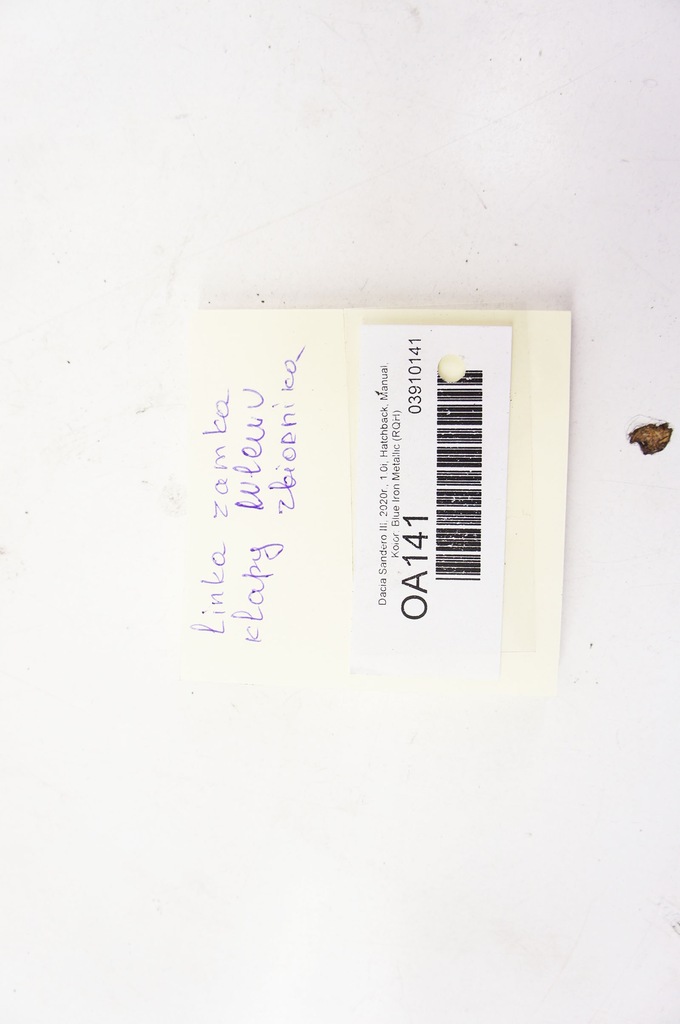 Linka zamka
klapy wlewu
zbiornika
Dacia Sandero III, 2020r., 1.0i, Hatchback, Manual,
Kolor: Blue Iron Metallic (RQH)
OA141
03910141